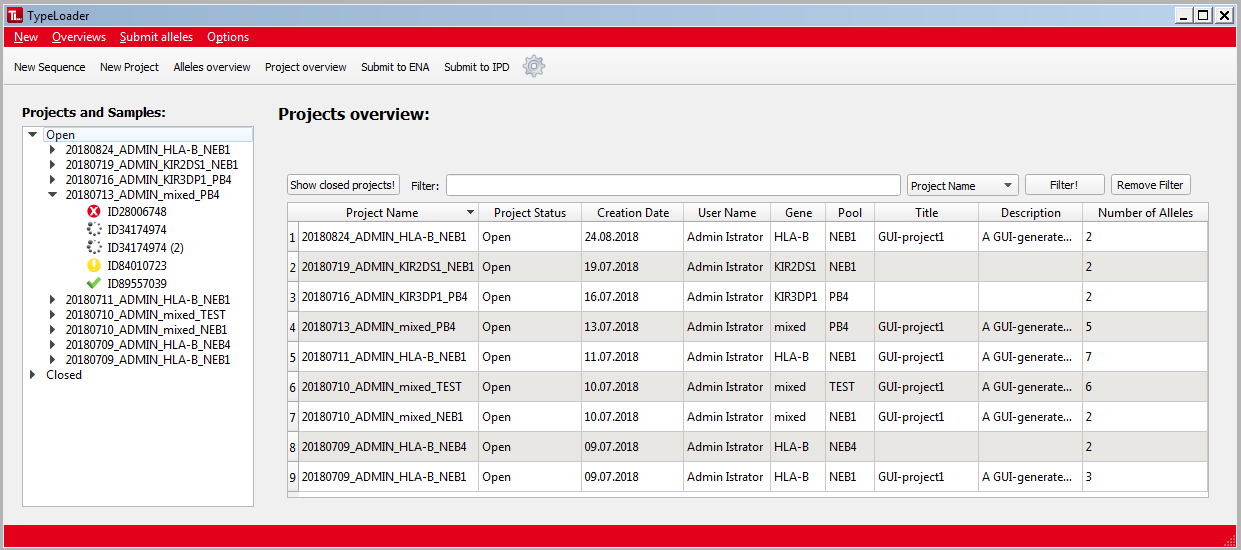 TypeLoader
New Overviews Submit alleles Options
New Sequence New Project Alleles overview Project overview Submit to ENA Submit to IPD
Projects and Samples:
Open
20180824_ADMIN_HLA-B_NEB1
20180719_ADMIN_KIR2DS1_NEB1
20180716_ADMIN_KIR3DP1_PB4
20180713_ADMIN_mixed_PB4
ID28006748
ID34174974
ID34174974 (2)
ID84010723
ID89557039
20180711_ADMIN_HLA-B_NEB1
20180710_ADMIN_mixed_TEST
20180710_ADMIN_mixed_NEB1
20180709_ADMIN_HLA-B_NEB4
20180709_ADMIN_HLA-B_NEB1
Closed
Projects overview:
Show closed projects! Filter: Project Name Filter! Remove Filter
Project Name Project Status Creation Date User Name Gene Pool Title Description Number of Alleles
1 20180824_ADMIN_HLA-B_NEB1 Open 24.08.2018 Admin Istrator HLA-B NEB1 GUI-project1 A GUI-generate... 2
2 20180719_ADMIN_KIR2DS1_NEB1 Open 19.07.2018 Admin Istrator KIR2DS1 NEB1 2
3 20180716_ADMIN_KIR3DP1_PB4 Open 16.07.2018 Admin Istrator KIR3DP1 PB4 2
4 20180713_ADMIN_mixed_PB4 Open 13.07.2018 Admin Istrator mixed PB4 GUI-project1 A GUI-generate... 5
5 20180711_ADMIN_HLA-B_NEB1 Open 11.07.2018 Admin Istrator HLA-B NEB1 GUI-project1 A GUI-generate... 7
6 20180710_ADMIN_mixed_TEST Open 10.07.2018 Admin Istrator mixed TEST GUI-project1 A GUI-generate... 6
7 20180710_ADMIN_mixed_NEB1 Open 10.07.2018 Admin Istrator mixed NEB1 GUI-project1 A GUI-generate... 2
8 20180709_ADMIN_HLA-B_NEB4 Open 09.07.2018 Admin Istrator HLA-B NEB4 2
9 20180709_ADMIN_HLA-B_NEB1 Open 09.07.2018 Admin Istrator HLA-B NEB1 GUI-project1 A GUI-generate... 3